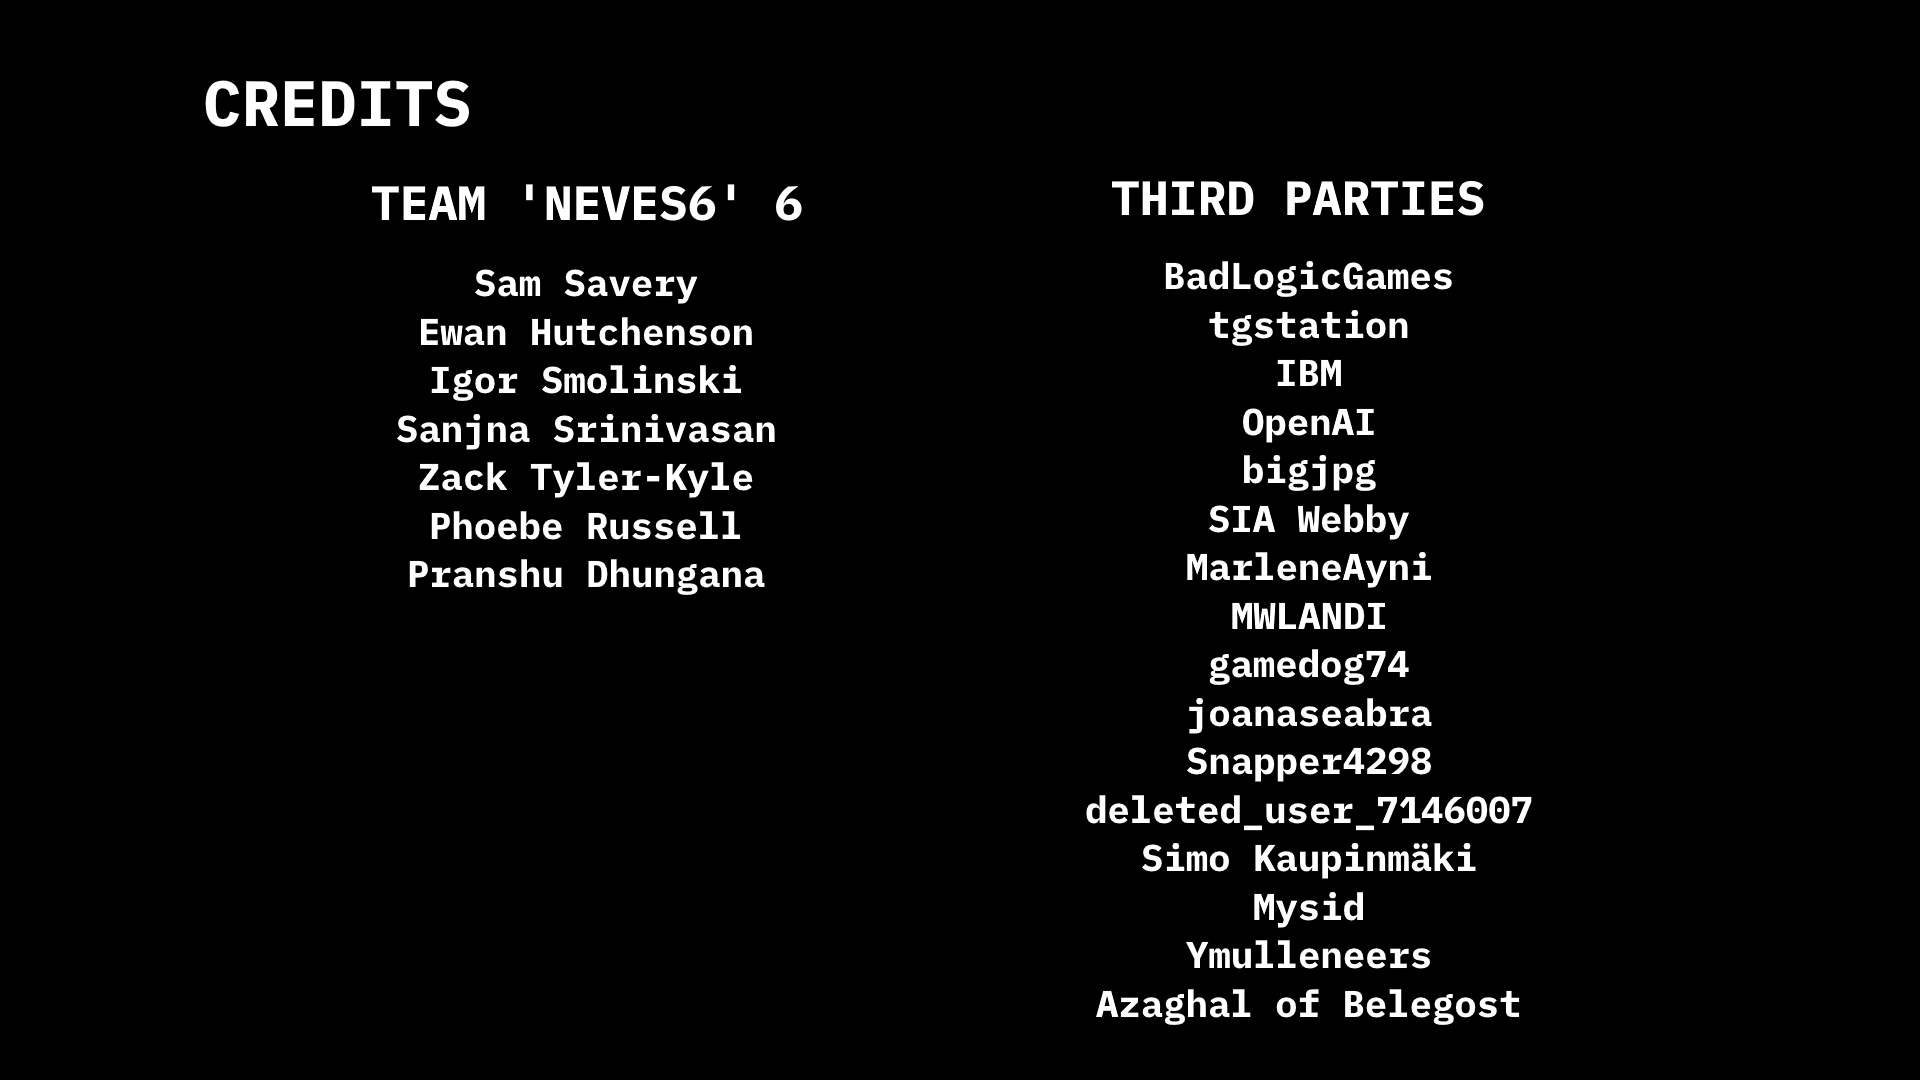 CREDITS
TEAM 'NEVES6' 6
Sam Savery
Ewan Hutchenson
Igor Smolinski
Sanjna Srinivasan
Zack Tyler-Kyle
Phoebe Russell
Pranshu Dhungana
THIRD PARTIES
BadLogicGames
tgstation
IBM
OpenAI
bigjpg
SIA Webby
MarleneAyni
MWLANDI
gamedog74
joanaseabra
Snapper4298
deleted_user_7146007
Simo Kaupinmäki
Mysid
Ymulleneers
Azaghal of Belegost